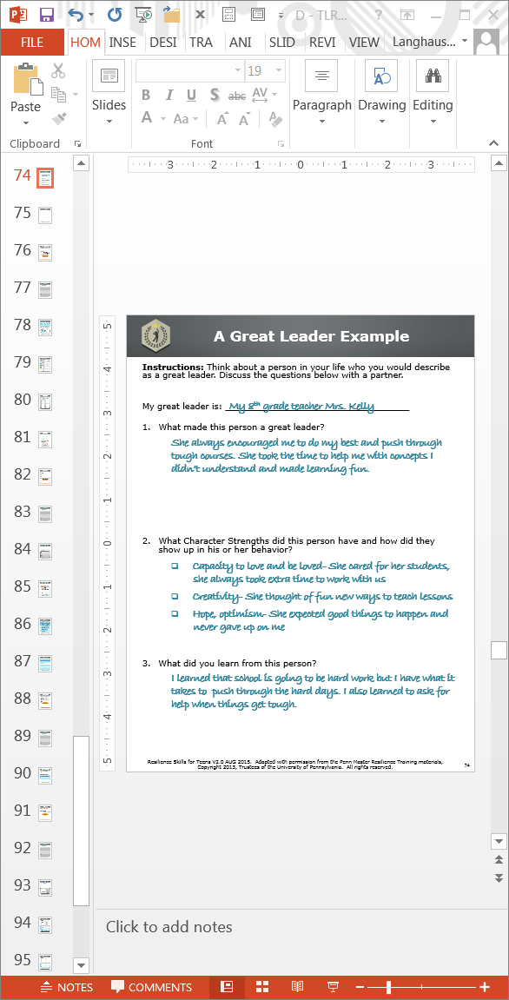 D - TLR...
FILE HOM INSE DESI TRA ANI SLID REVI VIEW Langhaus...
19
B I U S abc AV
A Aa A A
Paste Slides Paragraph Drawing Editing
Clipboard Font
3 2 1 0 1 2 3
74
75
76
77
78
79
80
81
82
83
84
85
86
87
88
89
90
91
92
93
94
95
5 4 3 2 1 0 1 2 3 4 5
A Great Leader Example
Instructions: Think about a person in your life who you would describe
as a great leader. Discuss the questions below with a partner.
My great leader is: My 8th grade teacher Mrs. Kelly
1. What made this person a great leader?
She always encouraged me to do my best and push through
tough courses. She took the time to help me with concepts I
didn't understand and made learning fun.
2. What Character Strengths did this person have and how did they
show up in his or her behavior?
Capacity to love and be loved- She cared for her students,
she always took extra time to work with us
Creativity- She thought of fun new ways to teach lessons
Hope, optimism- She expected good things to happen and
never gave up on me
3. What did you learn from this person?
I learned that school is going to be hard work but I have what it
takes to push through the hard days. I also learned to ask for
help when things get tough.
Resilience Skills for Teens V2.0 AUG 2015. Adapted with permission from the Penn Master Resilience Training materials,
Copyright 2013, Trustees of the University of Pennsylvania. All rights reserved.
74
Click to add notes
NOTES COMMENTS